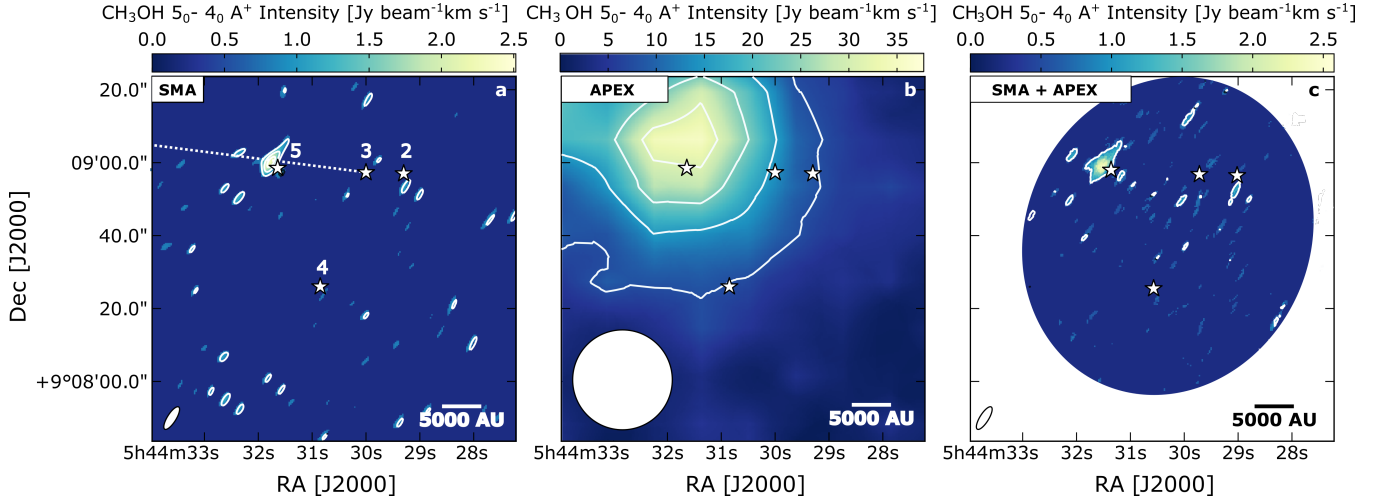 CH₃OH 5₀- 4₀ A⁺ Intensity [Jy beam⁻¹km s⁻¹]
0.0 0.5 1.0 1.5 2.0 2.5
SMA
a
5 3 2
4
5000 AU
20.0"
09'00.0"
40.0"
20.0"
+9°08'00.0"
Dec [J2000]
5h44m33s 32s 31s 30s 29s 28s
RA [J2000]
CH₃ OH 5₀- 4₀ A⁺ Intensity [Jy beam⁻¹km s⁻¹]
0 5 10 15 20 25 30 35
APEX
b
5000 AU
5h44m33s 32s 31s 30s 29s 28s
RA [J2000]
CH₃OH 5₀- 4₀ A⁺ Intensity [Jy beam⁻¹km s⁻¹]
0.0 0.5 1.0 1.5 2.0 2.5
SMA + APEX
c
5000 AU
5h44m33s 32s 31s 30s 29s 28s
RA [J2000]